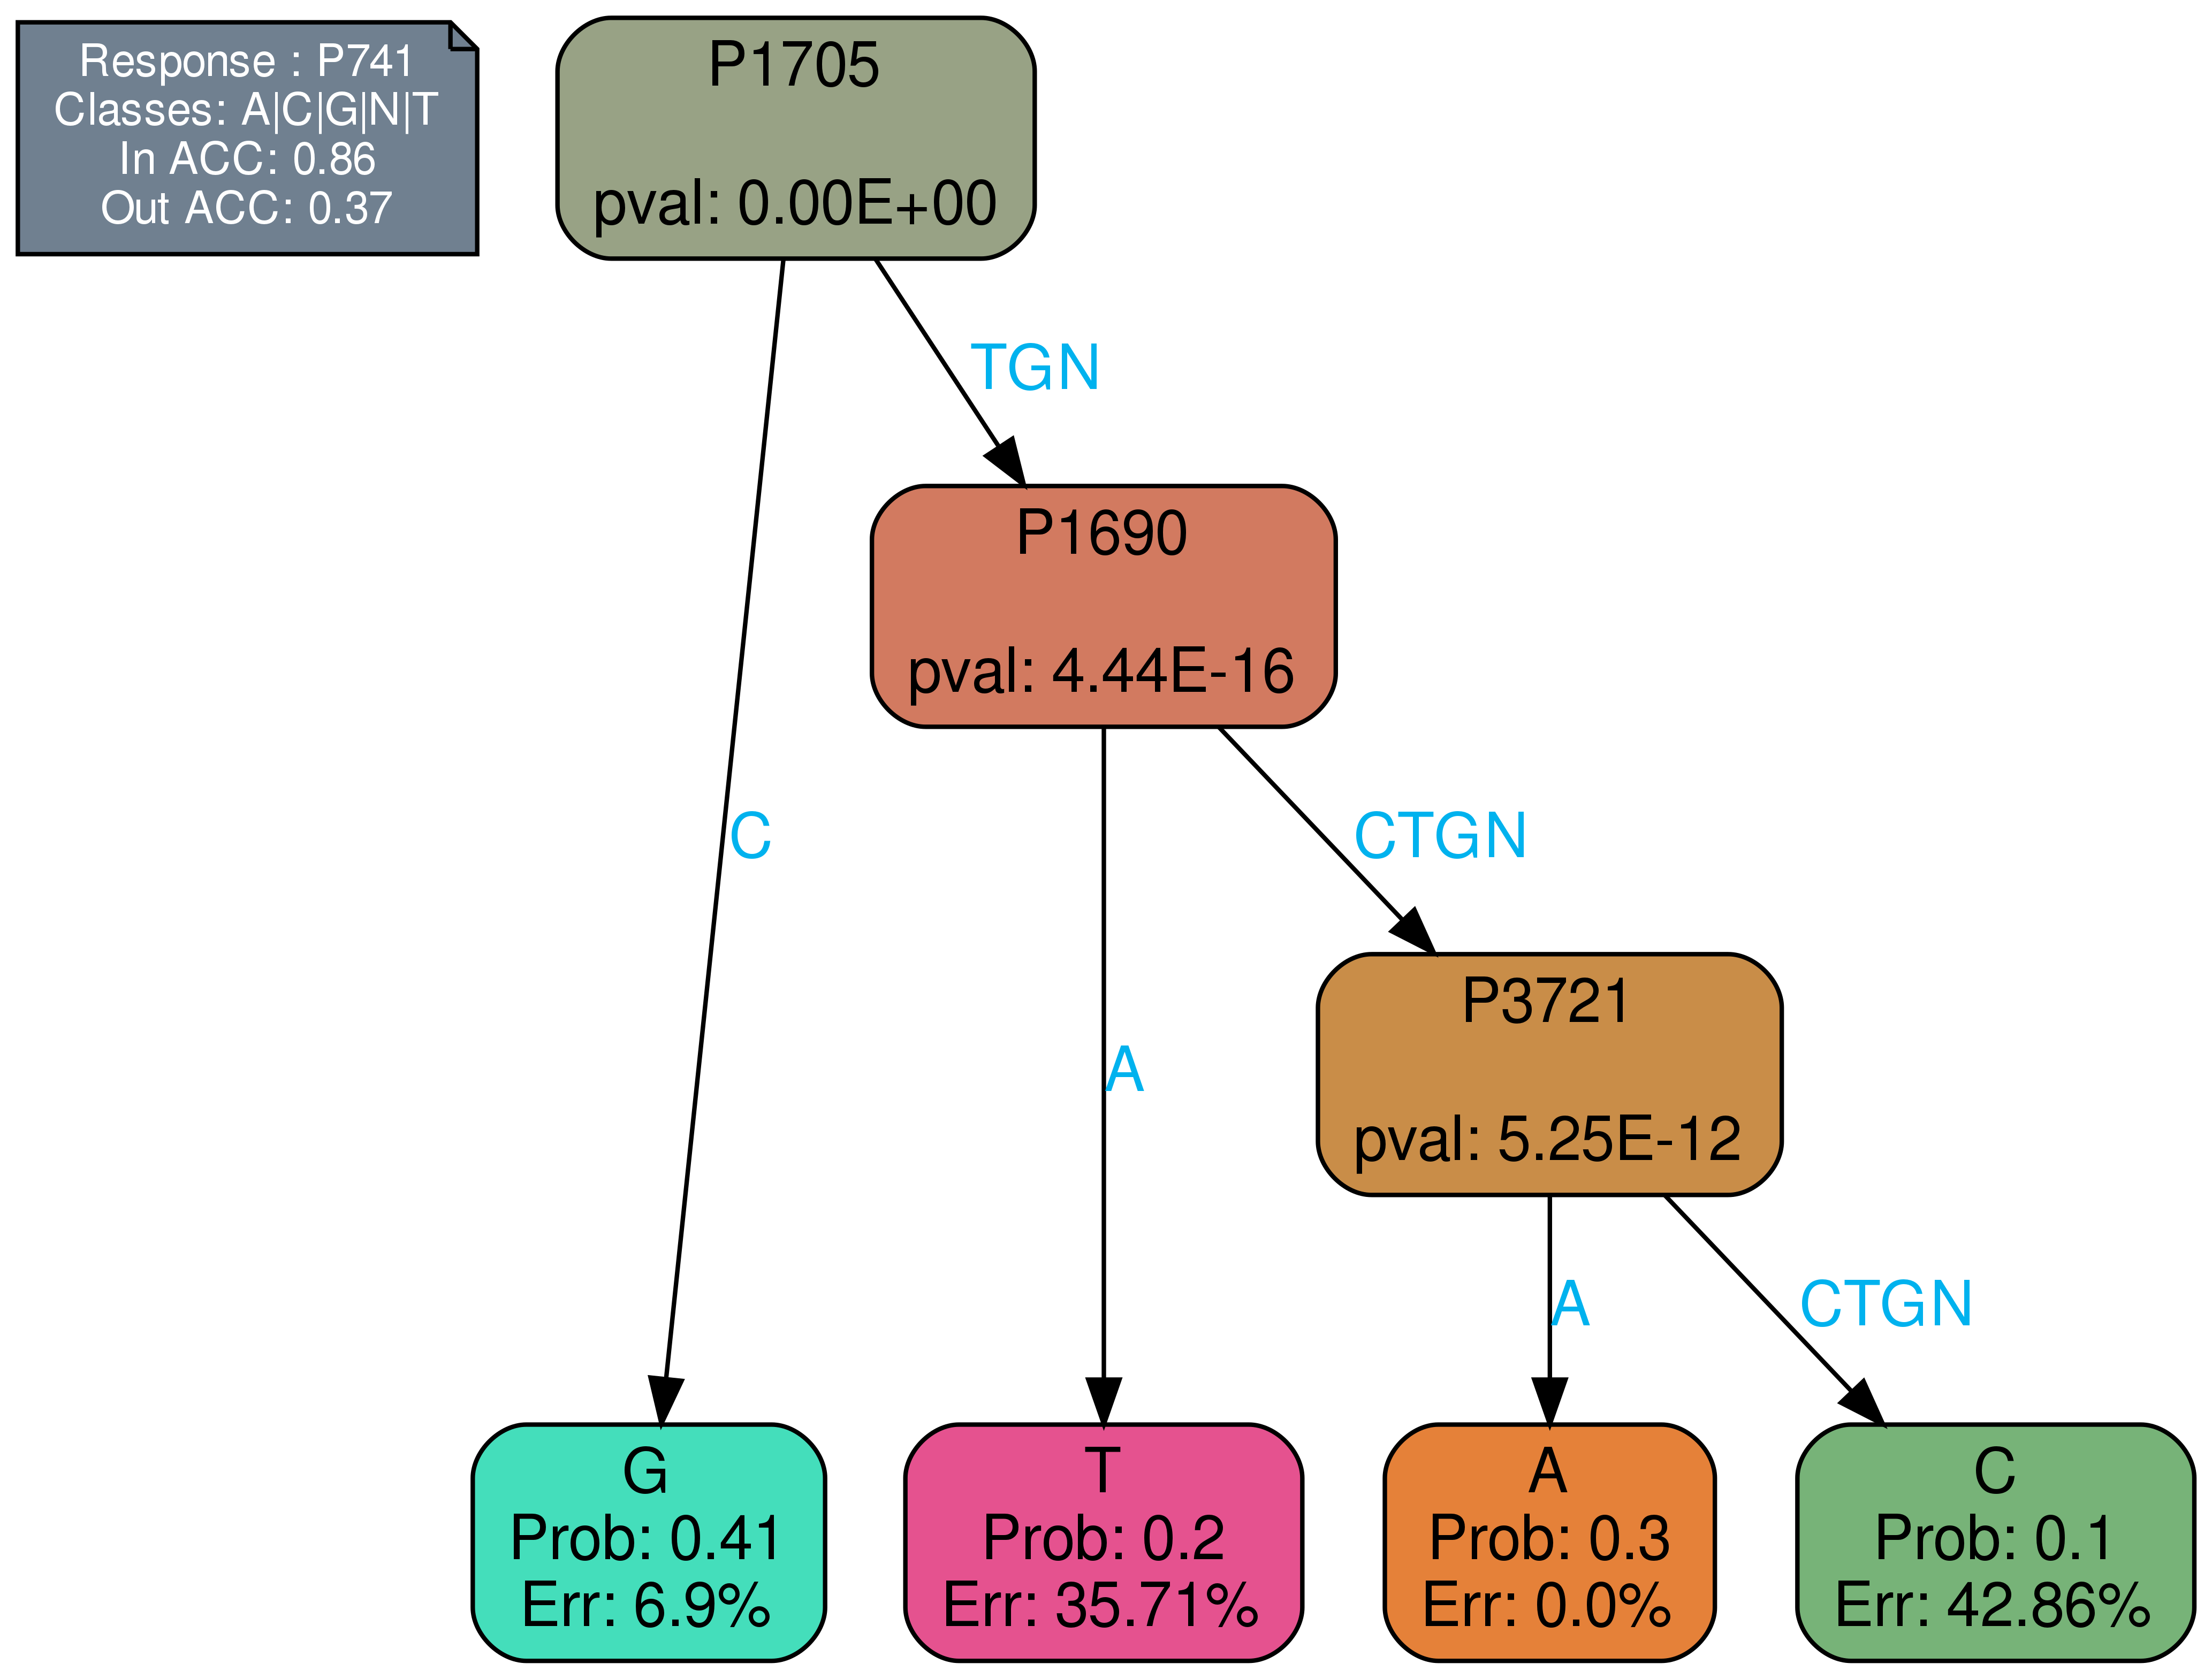 Response : P741
Classes: A|C|G|N|T
In ACC: 0.86
Out ACC: 0.37
P1705
pval: 0.00E+00
TGN
P1690
pval: 4.44E-16
C
CTGN
P3721
pval: 5.25E-12
A
A
CTGN
G
Prob: 0.41
Err: 6.9%
T
Prob: 0.2
Err: 35.71%
A
Prob: 0.3
Err: 0.0%
C
Prob: 0.1
Err: 42.86%